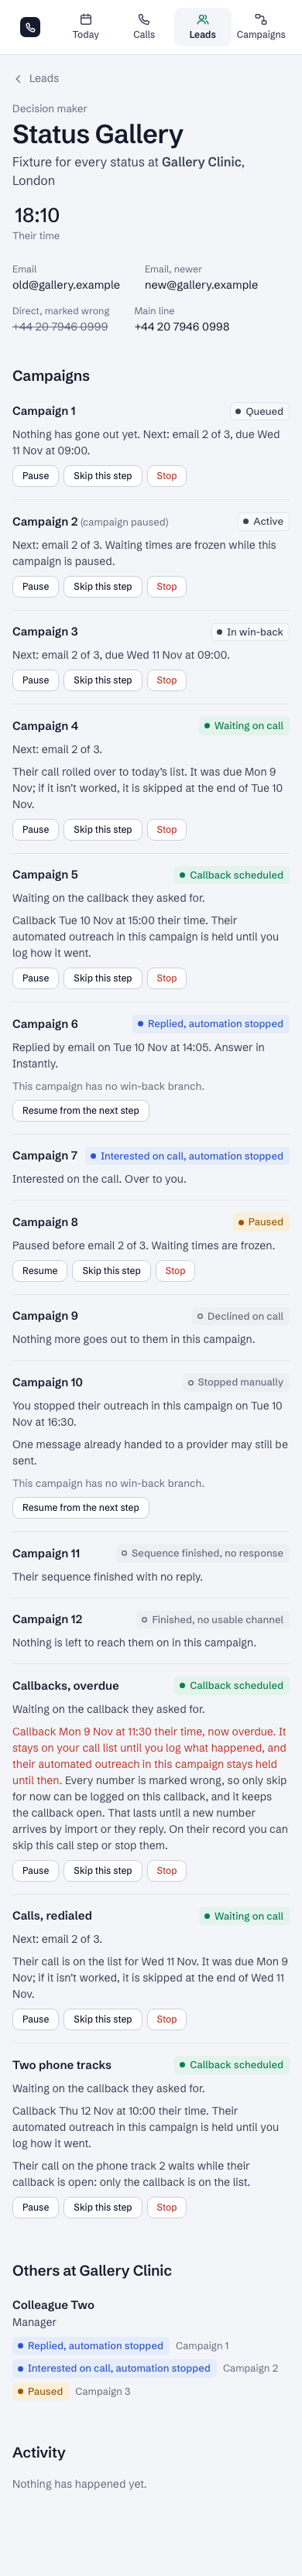 Today
Calls
Leads
Campaigns
Leads
Decision maker
Status Gallery
Fixture for every status at Gallery Clinic,
London
18:10
Their time
Email
old@gallery.example
Email, newer
new@gallery.example
Direct, marked wrong
+44 20 7946 0999
Main line
+44 20 7946 0998
Campaigns
Campaign 1
Queued
Nothing has gone out yet. Next: email 2 of 3, due Wed
11 Nov at 09:00.
Pause
Skip this step
Stop
Campaign 2 (campaign paused)
Active
Next: email 2 of 3. Waiting times are frozen while this
campaign is paused.
Pause
Skip this step
Stop
Campaign 3
In win-back
Next: email 2 of 3, due Wed 11 Nov at 09:00.
Pause
Skip this step
Stop
Campaign 4
Waiting on call
Next: email 2 of 3.
Their call rolled over to today’s list. It was due Mon 9
Nov; if it isn’t worked, it is skipped at the end of Tue 10
Nov.
Pause
Skip this step
Stop
Campaign 5
Callback scheduled
Waiting on the callback they asked for.
Callback Tue 10 Nov at 15:00 their time. Their
automated outreach in this campaign is held until you
log how it went.
Pause
Skip this step
Stop
Campaign 6
Replied, automation stopped
Replied by email on Tue 10 Nov at 14:05. Answer in
Instantly.
This campaign has no win-back branch.
Resume from the next step
Campaign 7
Interested on call, automation stopped
Interested on the call. Over to you.
Campaign 8
Paused
Paused before email 2 of 3. Waiting times are frozen.
Resume
Skip this step
Stop
Campaign 9
Declined on call
Nothing more goes out to them in this campaign.
Campaign 10
Stopped manually
You stopped their outreach in this campaign on Tue 10
Nov at 16:30.
One message already handed to a provider may still be
sent.
This campaign has no win-back branch.
Resume from the next step
Campaign 11
Sequence finished, no response
Their sequence finished with no reply.
Campaign 12
Finished, no usable channel
Nothing is left to reach them on in this campaign.
Callbacks, overdue
Callback scheduled
Waiting on the callback they asked for.
Callback Mon 9 Nov at 11:30 their time, now overdue. It
stays on your call list until you log what happened, and
their automated outreach in this campaign stays held
until then. Every number is marked wrong, so only skip
for now can be logged on this callback, and it keeps
the callback open. That lasts until a new number
arrives by import or they reply. On their record you can
skip this call step or stop them.
Pause
Skip this step
Stop
Calls, redialed
Waiting on call
Next: email 2 of 3.
Their call is on the list for Wed 11 Nov. It was due Mon 9
Nov; if it isn’t worked, it is skipped at the end of Wed 11
Nov.
Pause
Skip this step
Stop
Two phone tracks
Callback scheduled
Waiting on the callback they asked for.
Callback Thu 12 Nov at 10:00 their time. Their
automated outreach in this campaign is held until you
log how it went.
Their call on the phone track 2 waits while their
callback is open: only the callback is on the list.
Pause
Skip this step
Stop
Others at Gallery Clinic
Colleague Two
Manager
Replied, automation stopped
Campaign 1
Interested on call, automation stopped
Campaign 2
Paused
Campaign 3
Activity
Nothing has happened yet.